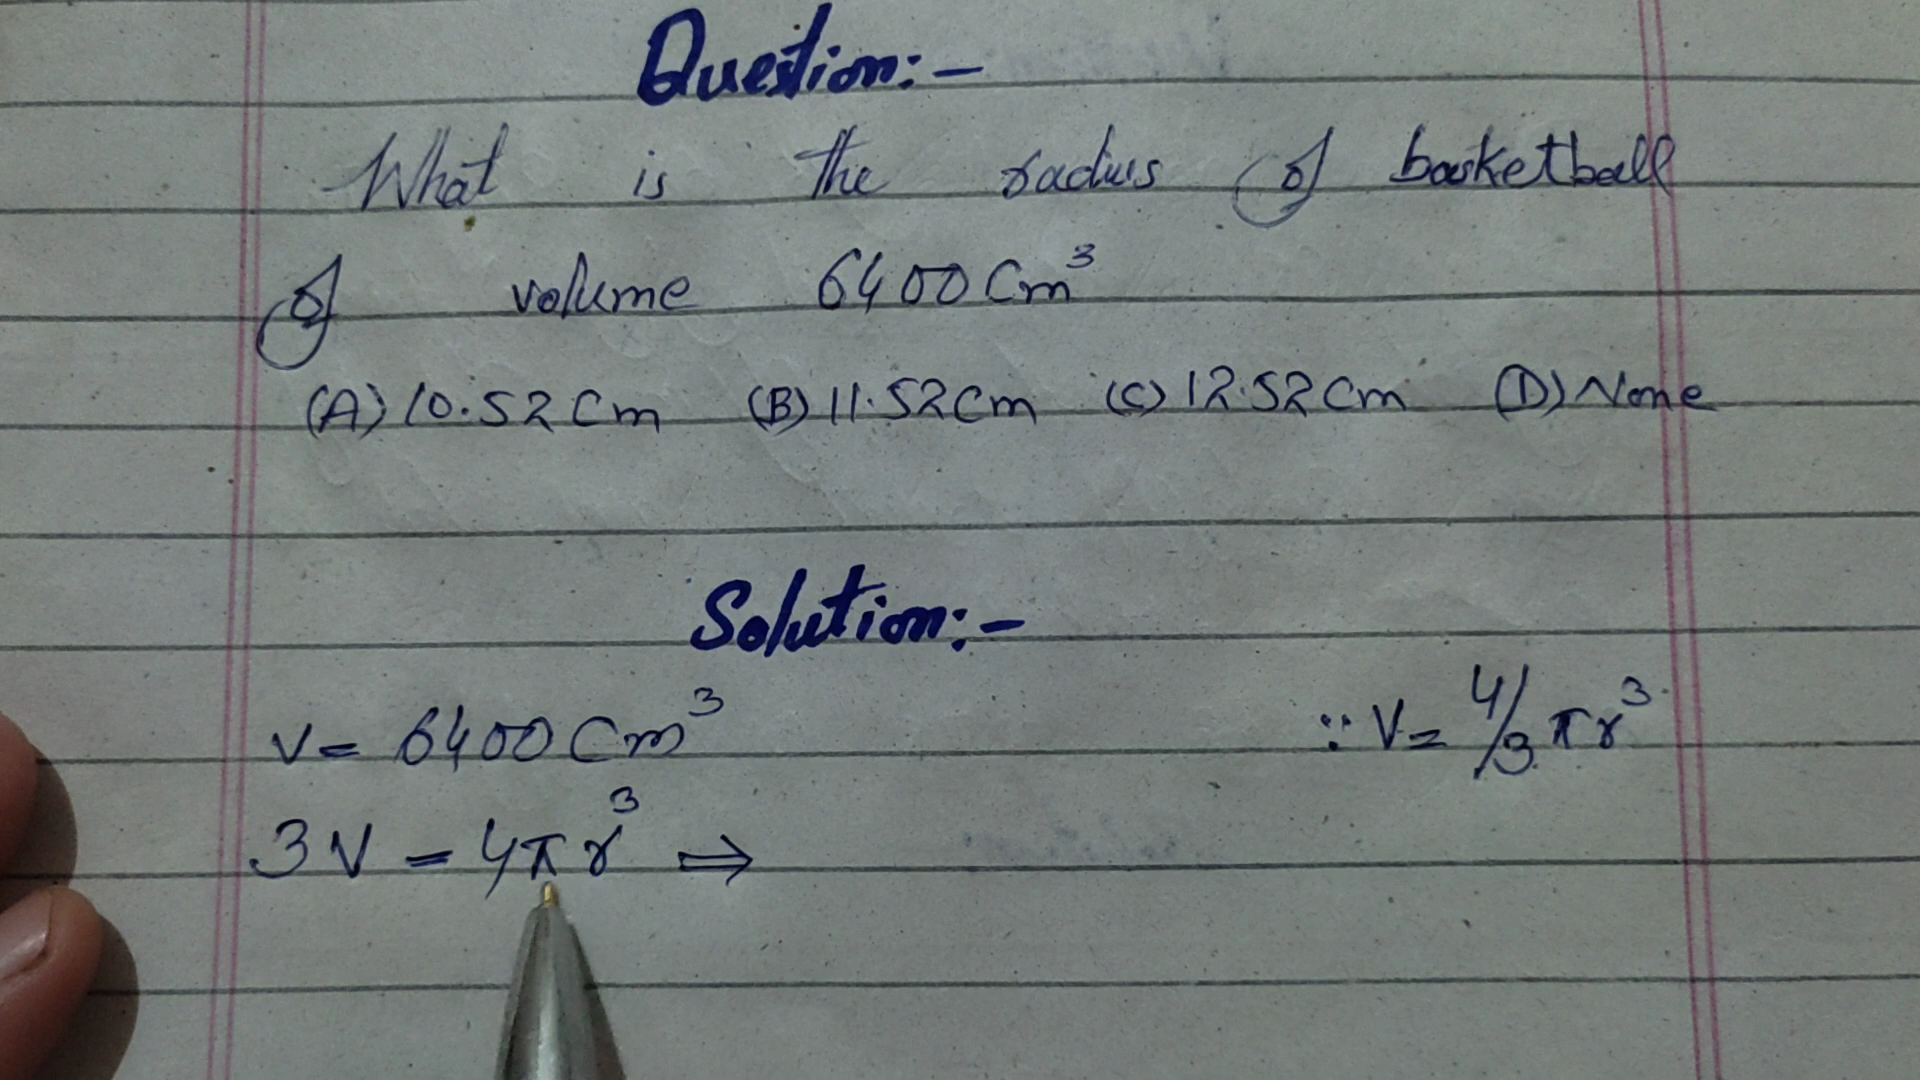 Question:-
What is the radius of basketball
of volume 6400 Cm³
(A) 10.52 Cm (B) 11.52 Cm (C) 12.52 Cm (D) None
Solution:-
V = 6400 Cm³ ∵ V = 4/3 πr³
3V = 4πr³ ⇒